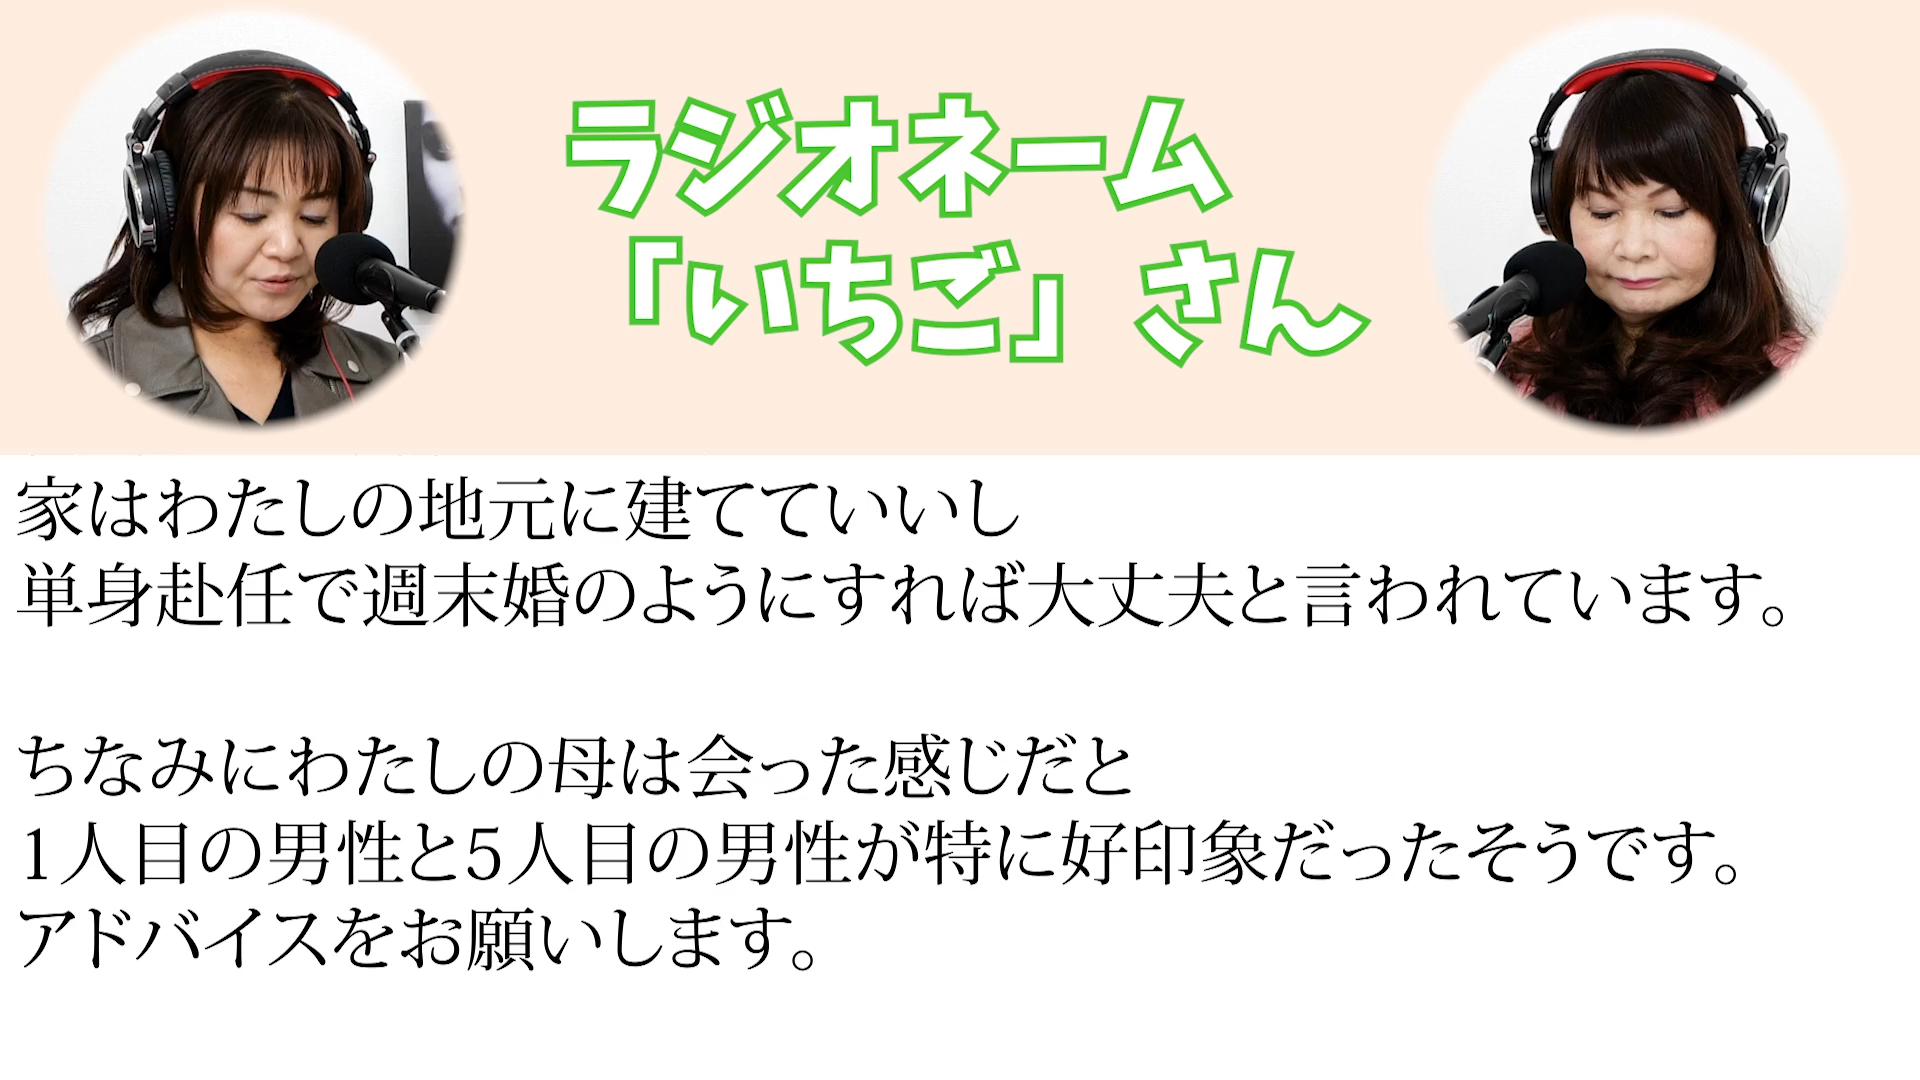 ラジオネーム
「いちご」さん
家はわたしの地元に建てていいし
単身赴任で週末婚のようにすれば大丈夫と言われています。
ちなみにわたしの母は会った感じだと
1人目の男性と5人目の男性が特に好印象だったそうです。
アドバイスをお願いします。